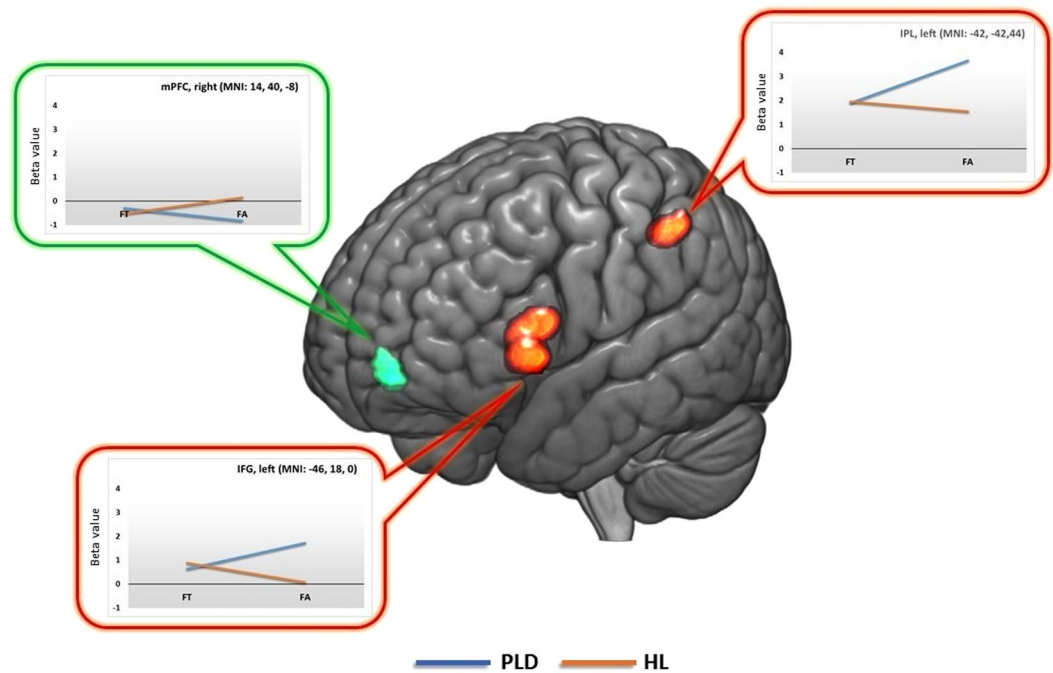 IPL, left (MNI: -42, -42,44)
4
3
2
1
0
-1
Beta value
FT
FA
mPFC, right (MNI: 14, 40, -8)
4
3
2
1
0
-1
Beta value
FT
FA
IFG, left (MNI: -46, 18, 0)
4
3
2
1
0
-1
Beta value
FT
FA
PLD
HL